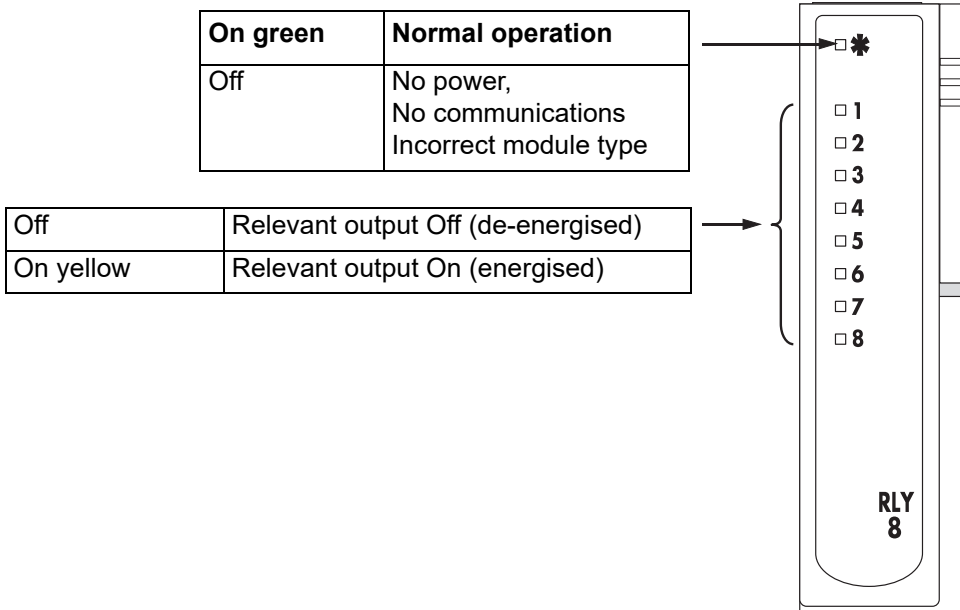 On green Normal operation
Off No power,
No communications
Incorrect module type
Off Relevant output Off (de-energised)
On yellow Relevant output On (energised)
✱
1
2
3
4
5
6
7
8
RLY
8